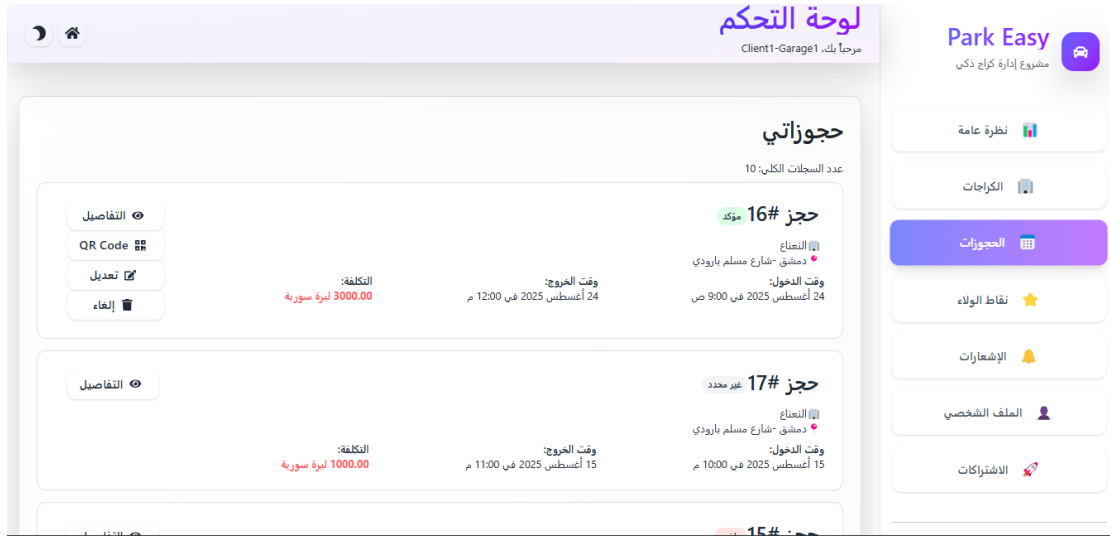 Park Easy
مشروع إدارة كراج ذكي
نظرة عامة
الكراجات
الحجوزات
نقاط الولاء
الإشعارات
الملف الشخصي
الاشتراكات
لوحة التحكم
مرحباً بك، Client1-Garage1
حجوزاتي
عدد السجلات الكلي: 10
حجز #16 مؤكد
النعناع
دمشق -شارع مسلم بارودي
وقت الدخول:
24 أغسطس 2025 في 9:00 ص
وقت الخروج:
24 أغسطس 2025 في 12:00 م
التكلفة:
3000.00 ليرة سورية
التفاصيل
QR Code
تعديل
إلغاء
حجز #17 غير محدد
النعناع
دمشق -شارع مسلم بارودي
وقت الدخول:
15 أغسطس 2025 في 10:00 م
وقت الخروج:
15 أغسطس 2025 في 11:00 م
التكلفة:
1000.00 ليرة سورية
التفاصيل
حجز #15
التفاصيل